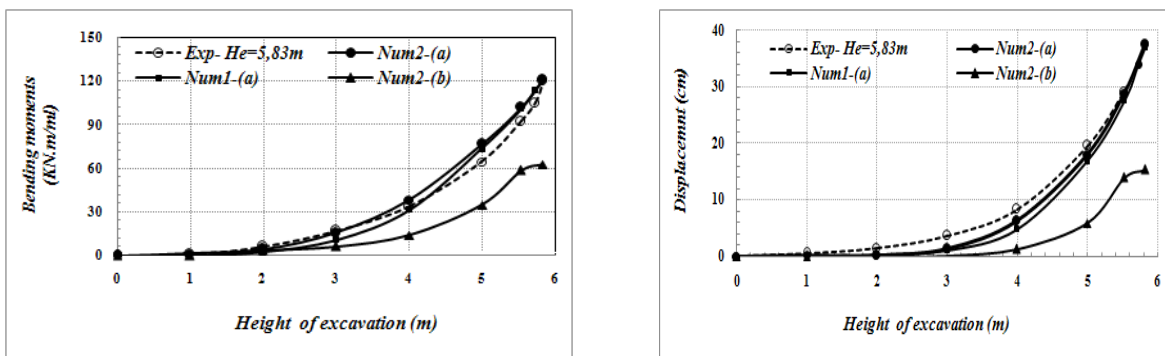 Bending moments
(KN.m/ml)
150
120
90
60
30
0
Exp- He=5,83m
Num2-(a)
Num1-(a)
Num2-(b)
0 1 2 3 4 5 6
Height of excavation (m)
Displacemnt (cm)
40
30
20
10
0
Exp- He=5,83m
Num2-(a)
Num1-(a)
Num2-(b)
0 1 2 3 4 5 6
Height of excavation (m)